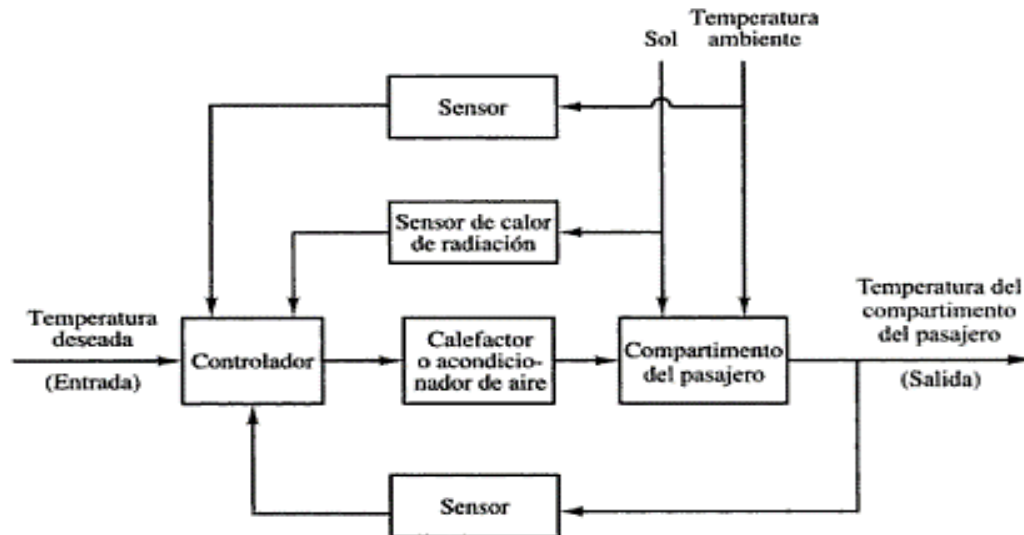 Temperatura
ambiente
Sol
Sensor
Sensor de calor
de radiación
Temperatura
deseada
(Entrada)
Controlador
Calefactor
o acondicio-
nador de aire
Compartimento
del pasajero
Temperatura del
compartimento
del pasajero
(Salida)
Sensor